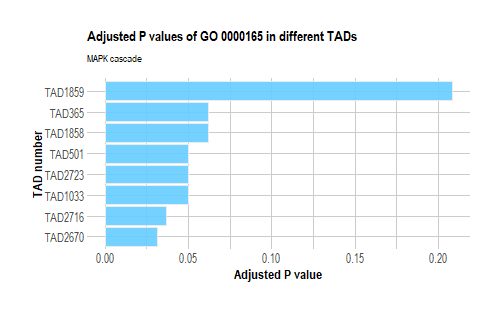 Adjusted P values of GO 0000165 in different TADs
MAPK cascade
TAD number
TAD1859
TAD365
TAD1858
TAD501
TAD2723
TAD1033
TAD2716
TAD2670
0.00 0.05 0.10 0.15 0.20
Adjusted P value